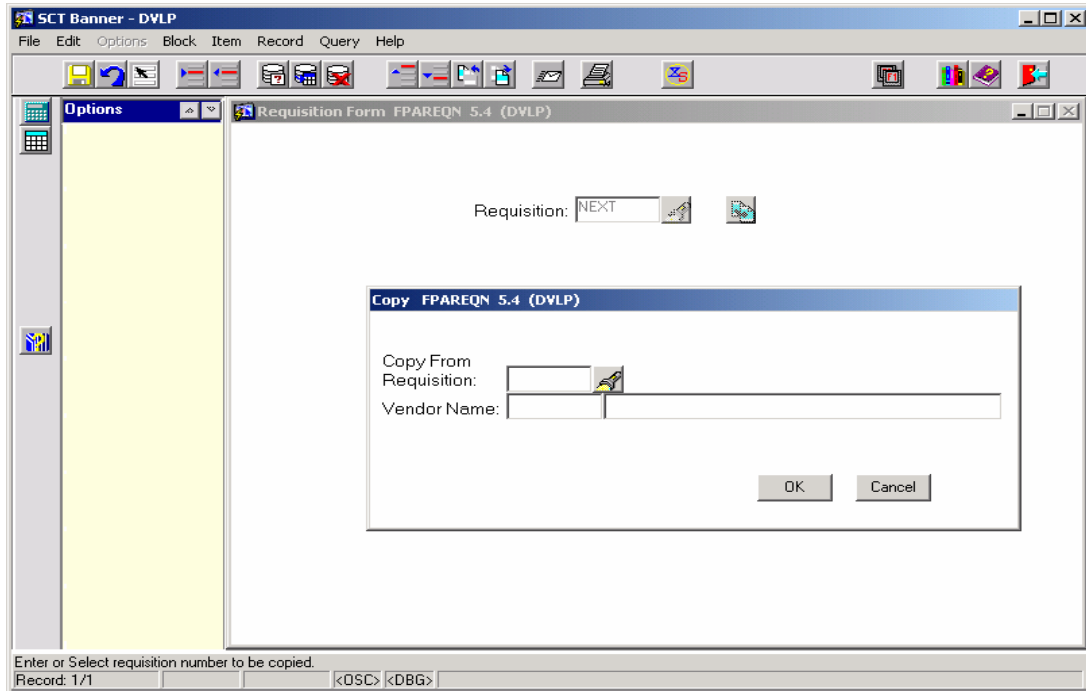 SCT Banner - DVLP
File Edit Options Block Item Record Query Help
Options
Requisition Form FPAREQN 5.4 (DVLP)
Requisition: NEXT
Copy FPAREQN 5.4 (DVLP)
Copy From
Requisition:
Vendor Name:
OK Cancel
Enter or Select requisition number to be copied.
Record: 1/1 <OSC> <DBG>